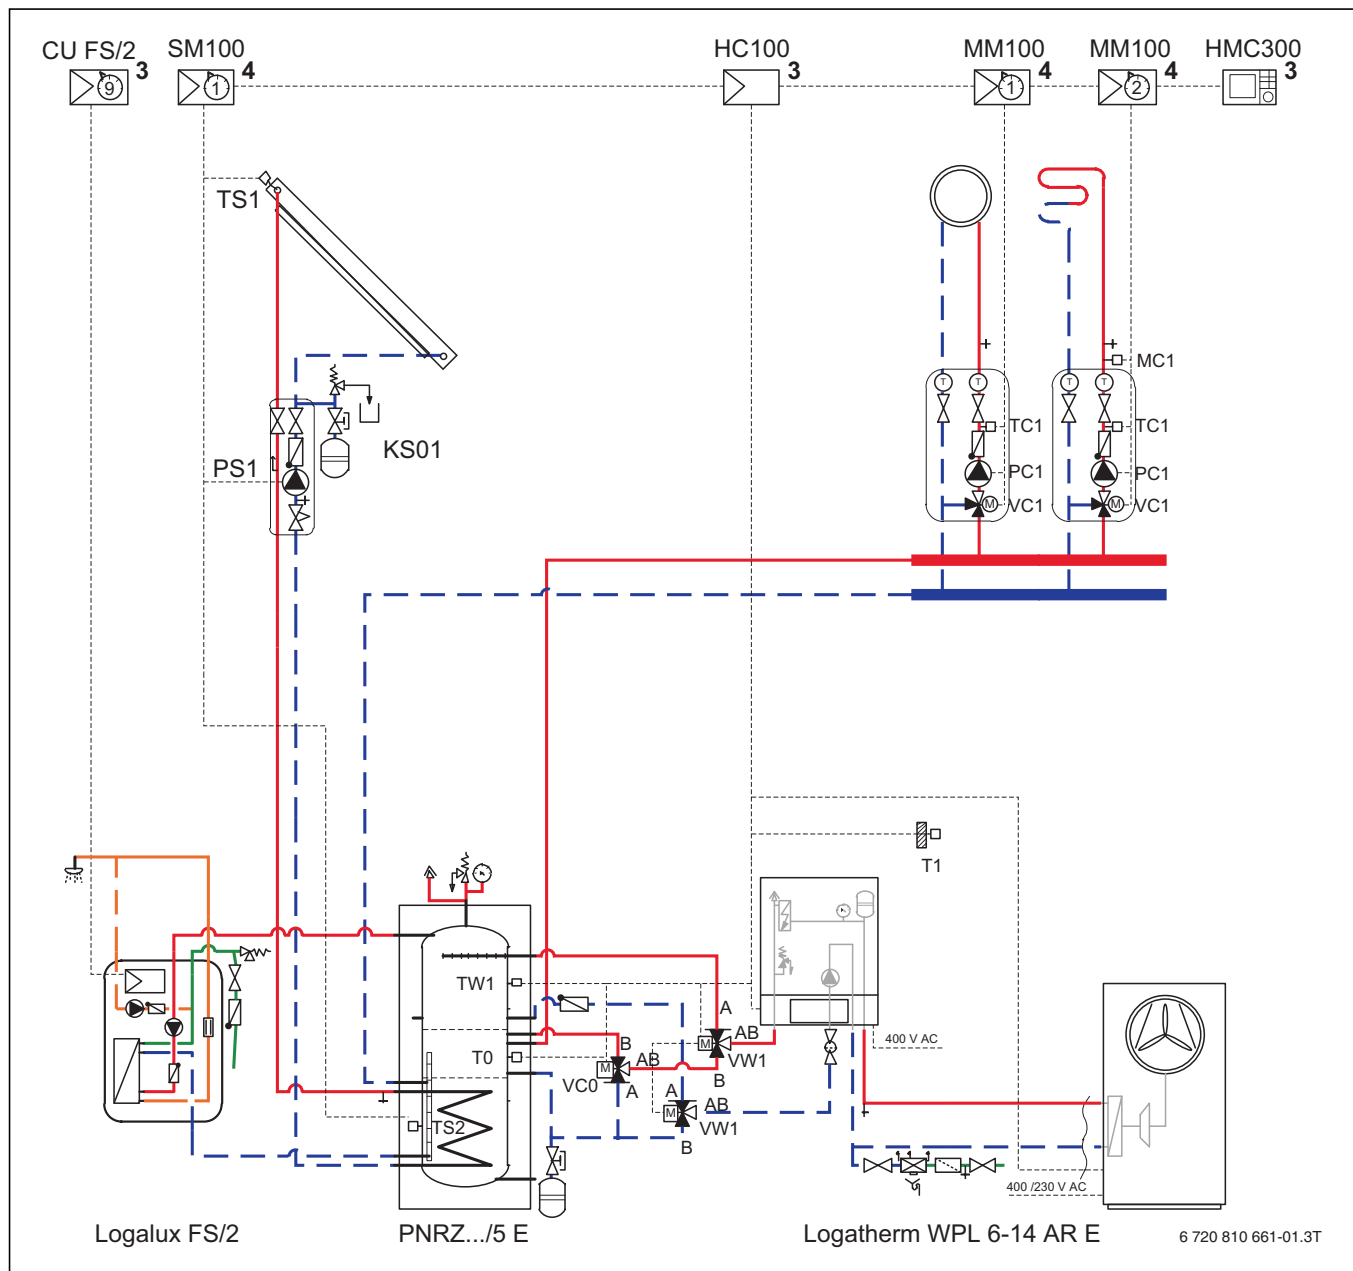 CU FS/2 SM100 HC100 MM100 MM100 HMC300
3 4 3 4 4 3
9 1 1 2
TS1
MC1
T T T T
KS01
TC1 TC1
PS1
PC1 PC1
M VC1 M VC1
T1
TW1
A
400 V AC
B AB
T0 M VW1
M AB
VC0 B
A A
AB
M
TS2 VW1
B
400 /230 V AC
Logalux FS/2 PNRZ.../5 E Logatherm WPL 6-14 AR E 6 720 810 661-01.3T